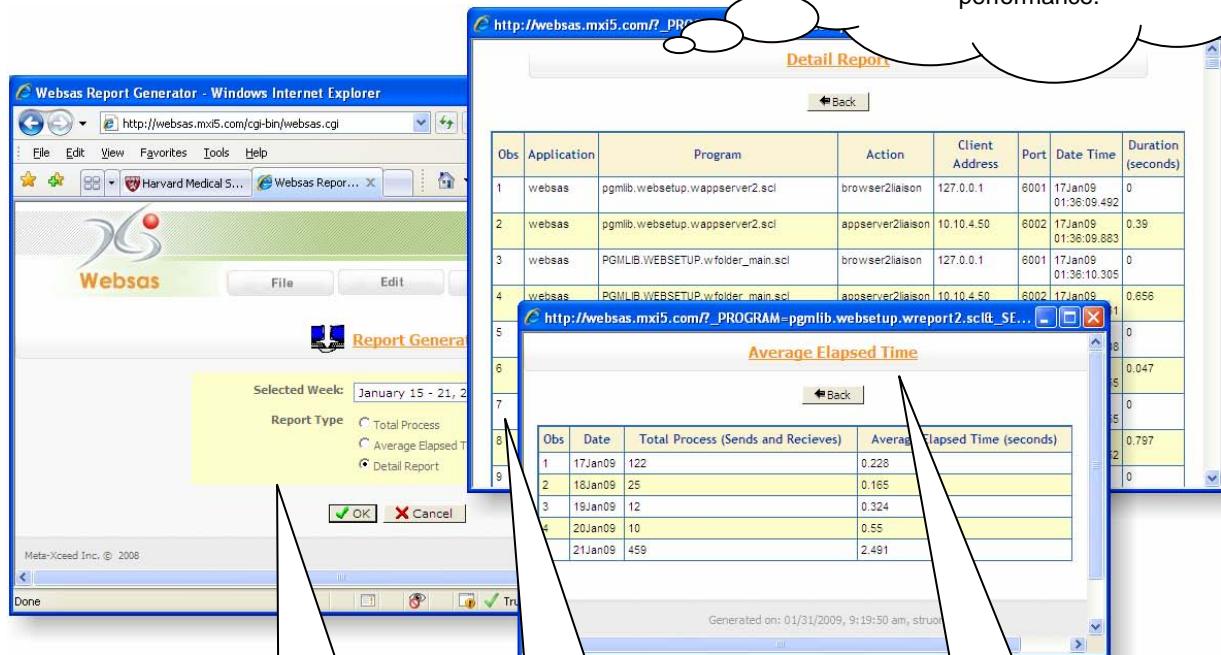 performance.
http://websas.mxi5.com/?_PR
Detail Report
Back
Obs Application Program Action Client Address Port Date Time Duration (seconds)
1 websas pgmlib.websetup.wappserver2.scl browser2liaison 127.0.0.1 6001 17Jan09 01:36:09.492 0
2 websas pgmlib.websetup.wappserver2.scl appserver2liaison 10.10.4.50 6002 17Jan09 01:36:09.883 0.39
3 websas PGMLIB.WEBSETUP.wfolder_main.scl browser2liaison 127.0.0.1 6001 17Jan09 01:36:10.305 0
4 websas PGMLIB.WEBSETUP.wfolder_main.scl appserver2liaison 10.10.4.50 6002 17Jan09 0.656
5 0
6 0.047
7 0
8 0.797
9 0
Websas Report Generator - Windows Internet Explorer
http://websas.mxi5.com/cgi-bin/websas.cgi
File Edit View Favorites Tools Help
Harvard Medical S... Websas Repor...
Websas
File Edit
Report Genera
Selected Week: January 15 - 21, 2
Report Type
Total Process
Average Elapsed T
Detail Report
OK Cancel
Meta-Xceed Inc. © 2008
Done
Tru
http://websas.mxi5.com/?_PROGRAM=pgmlib.websetup.wreport2.scl&_SE...
Average Elapsed Time
Back
Obs Date Total Process (Sends and Recieves) Average Elapsed Time (seconds)
1 17Jan09 122 0.228
2 18Jan09 25 0.165
3 19Jan09 12 0.324
4 20Jan09 10 0.55
21Jan09 459 2.491
Generated on: 01/31/2009, 9:19:50 am, struo